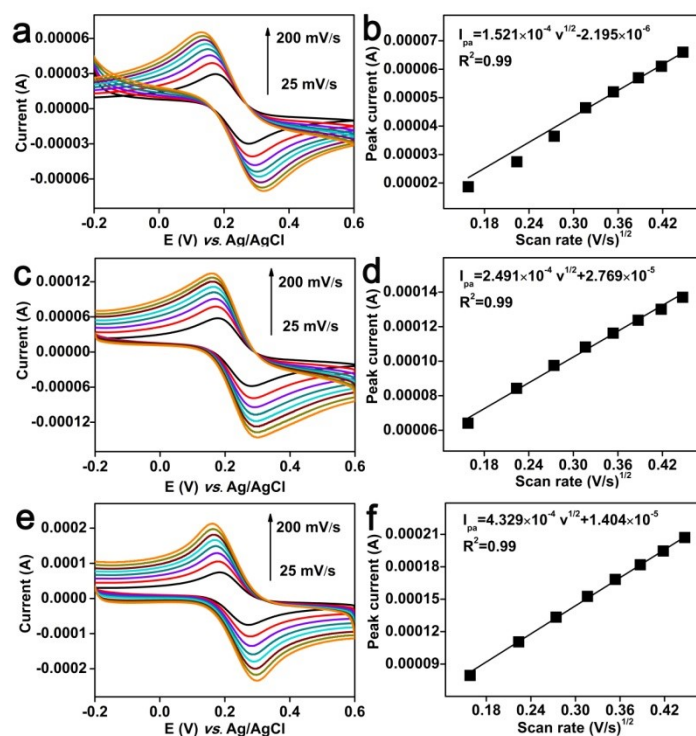 a
0.00006
0.00003
0.00000
-0.00003
-0.00006
Current (A)
200 mV/s
25 mV/s
-0.2 0.0 0.2 0.4 0.6
E (V) vs. Ag/AgCl
b
I_pa=1.521×10^-4 v^1/2-2.195×10^-6
R^2=0.99
0.00007
0.00006
0.00005
0.00004
0.00003
0.00002
Peak current (A)
0.18 0.24 0.30 0.36 0.42
Scan rate (V/s)^1/2
c
0.00012
0.00006
0.00000
-0.00006
-0.00012
Current (A)
200 mV/s
25 mV/s
-0.2 0.0 0.2 0.4 0.6
E (V) vs. Ag/AgCl
d
I_pa=2.491×10^-4 v^1/2+2.769×10^-5
R^2=0.99
0.00014
0.00012
0.00010
0.00008
0.00006
Peak current (A)
0.18 0.24 0.30 0.36 0.42
Scan rate (V/s)^1/2
e
0.0002
0.0001
0.0000
-0.0001
-0.0002
Current (A)
200 mV/s
25 mV/s
-0.2 0.0 0.2 0.4 0.6
E (V) vs. Ag/AgCl
f
I_pa=4.329×10^-4 v^1/2+1.404×10^-5
R^2=0.99
0.00021
0.00018
0.00015
0.00012
0.00009
Peak current (A)
0.18 0.24 0.30 0.36 0.42
Scan rate (V/s)^1/2